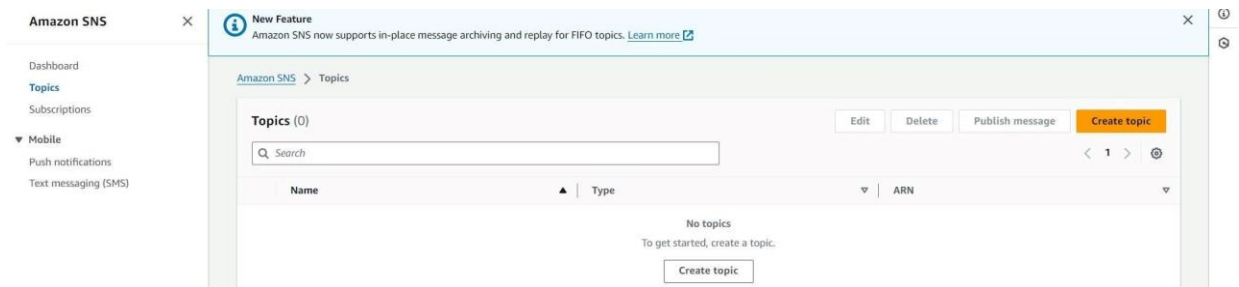 Amazon SNS
Dashboard
Topics
Subscriptions
Mobile
Push notifications
Text messaging (SMS)
New Feature
Amazon SNS now supports in-place message archiving and replay for FIFO topics. Learn more
Amazon SNS > Topics
Topics (0)
Edit Delete Publish message Create topic
Search
< 1 >
Name Type ARN
No topics
To get started, create a topic.
Create topic